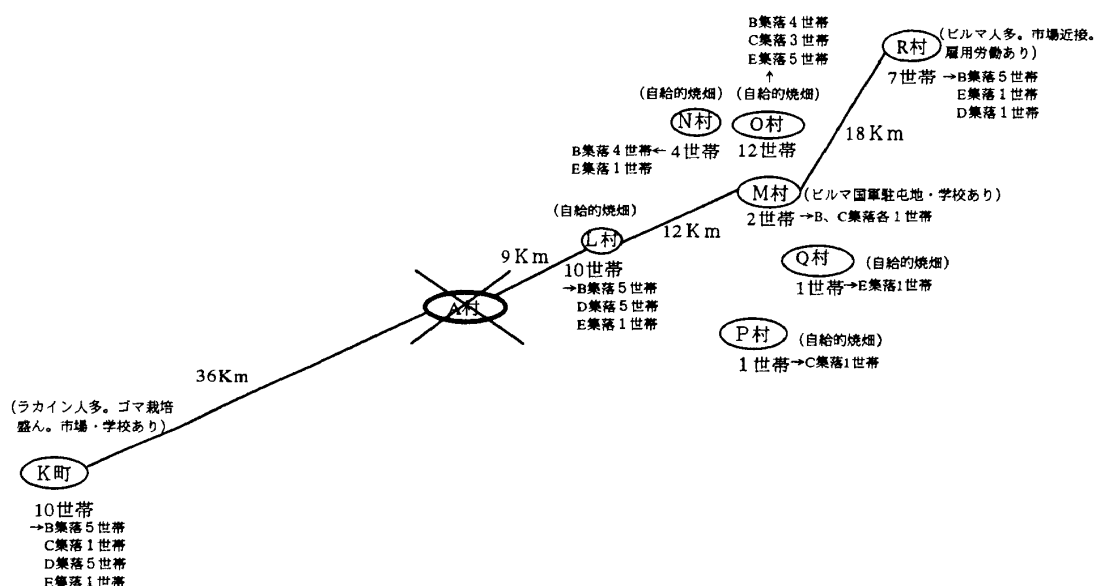 B集落4世帯
C集落3世帯
E集落5世帯
↑
(自給的焼畑)
O村
12世帯
(自給的焼畑)
N村
4世帯
B集落4世帯←
E集落1世帯
R村
(ビルマ人多。市場近接。
雇用労働あり)
7世帯
→B集落5世帯
E集落1世帯
D集落1世帯
18Km
M村
(ビルマ国軍駐屯地・学校あり)
2世帯
→B、C集落各1世帯
12Km
(自給的焼畑)
L村
10世帯
→B集落5世帯
D集落5世帯
E集落1世帯
9Km
Q村
(自給的焼畑)
1世帯→E集落1世帯
A村
P村
(自給的焼畑)
1世帯→C集落1世帯
36Km
(ラカイン人多。ゴマ栽培
盛ん。市場・学校あり)
K町
10世帯
→B集落5世帯
C集落1世帯
D集落5世帯
E集落1世帯